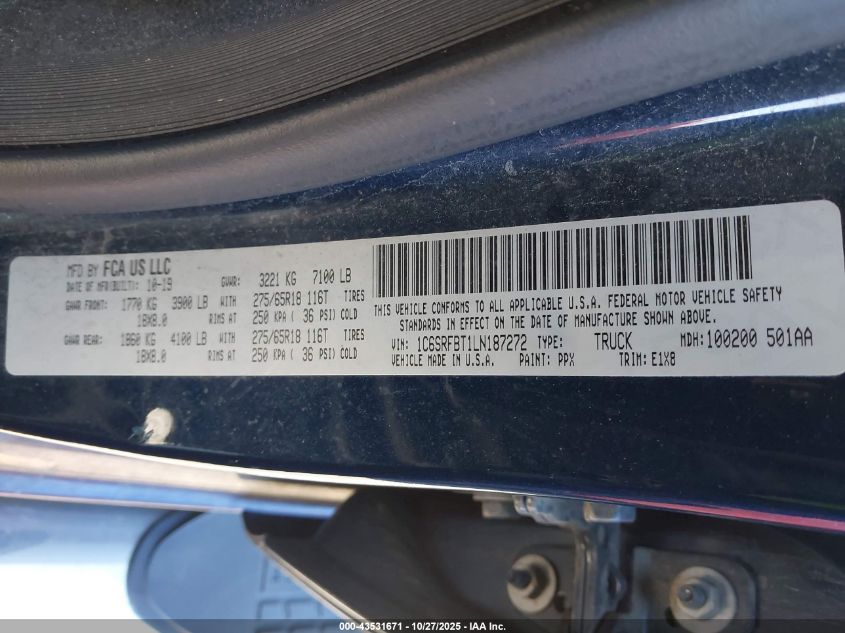 MFD BY FCA US LLC
DATE OF MFR(BUILT): 10-19 GVWR: 3221 KG 7100 LB
GAWR FRONT: 1770 KG 3900 LB WITH 275/65R18 116T TIRES
18X8.0 RIMS AT 250 KPA ( 36 PSI) COLD
GAWR REAR: 1860 KG 4100 LB WITH 275/65R18 116T TIRES
18X8.0 RIMS AT 250 KPA ( 36 PSI) COLD
THIS VEHICLE CONFORMS TO ALL APPLICABLE U.S.A. FEDERAL MOTOR VEHICLE SAFETY
STANDARDS IN EFFECT ON THE DATE OF MANUFACTURE SHOWN ABOVE.
VIN: 1C6SRFBT1LN187272 TYPE: TRUCK MDH: 100200 501AA
VEHICLE MADE IN U.S.A. PAINT: PPX TRIM: E1X8
000-43531671 | 10/27/2025 - IAA Inc.